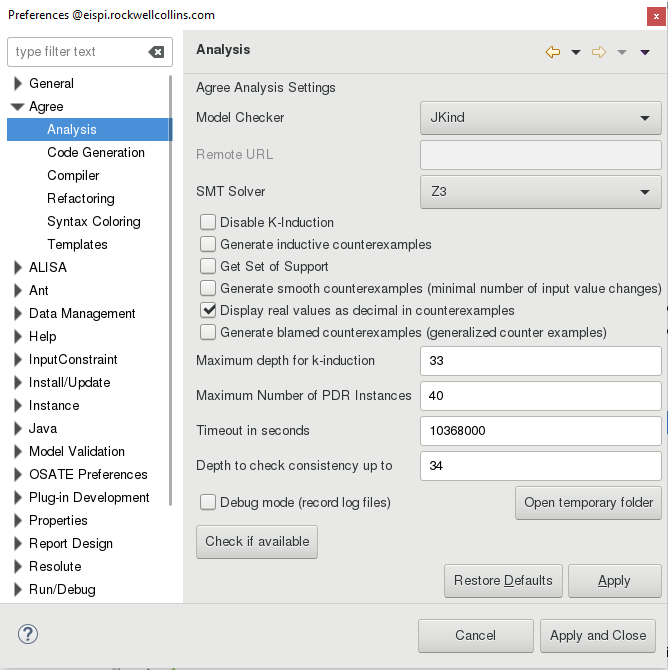 Preferences @eispi.rockwellcollins.com
x
type filter text
General
Agree
Analysis
Code Generation
Compiler
Refactoring
Syntax Coloring
Templates
ALISA
Ant
Data Management
Help
InputConstraint
Install/Update
Instance
Java
Model Validation
OSATE Preferences
Plug-in Development
Properties
Report Design
Resolute
Run/Debug
Analysis
Agree Analysis Settings
Model Checker JKind
Remote URL
SMT Solver Z3
Disable K-Induction
Generate inductive counterexamples
Get Set of Support
Generate smooth counterexamples (minimal number of input value changes)
Display real values as decimal in counterexamples
Generate blamed counterexamples (generalized counter examples)
Maximum depth for k-induction 33
Maximum Number of PDR Instances 40
Timeout in seconds 10368000
Depth to check consistency up to 34
Debug mode (record log files) Open temporary folder
Check if available
Restore Defaults Apply
? Cancel Apply and Close